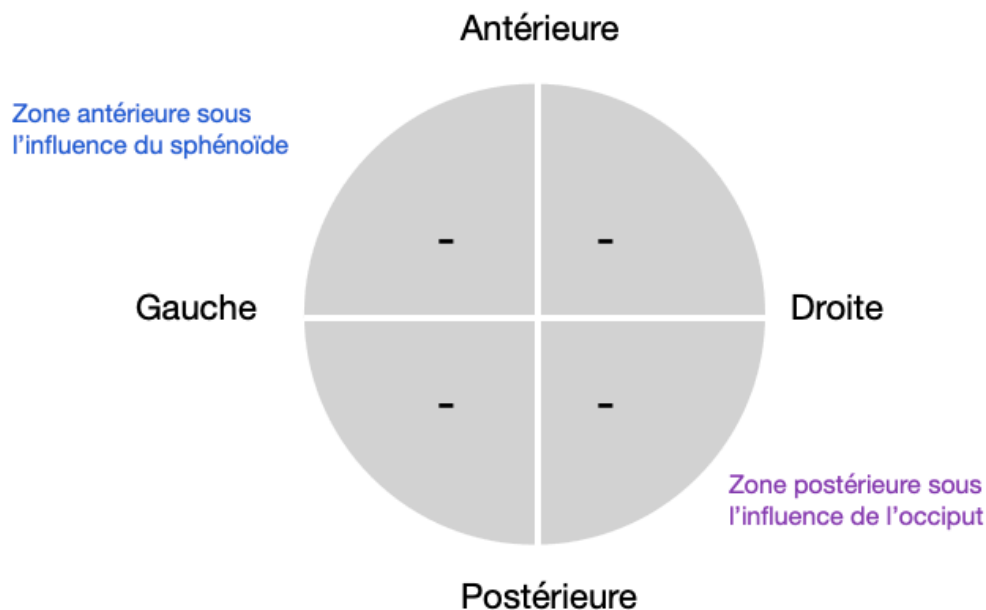 Antérieure
Zone antérieure sous
l’influence du sphénoïde
-
-
Gauche
Droite
-
-
Zone postérieure sous
l’influence de l’occiput
Postérieure